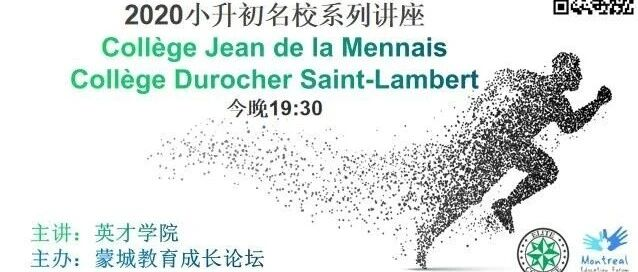 2020小升初名校系列讲座
Collège Jean de la Mennais
Collège Durocher Saint-Lambert
今晚19:30
主讲：英才学院
主办：蒙城教育成长论坛
ELITE
Montreal
Education Forum